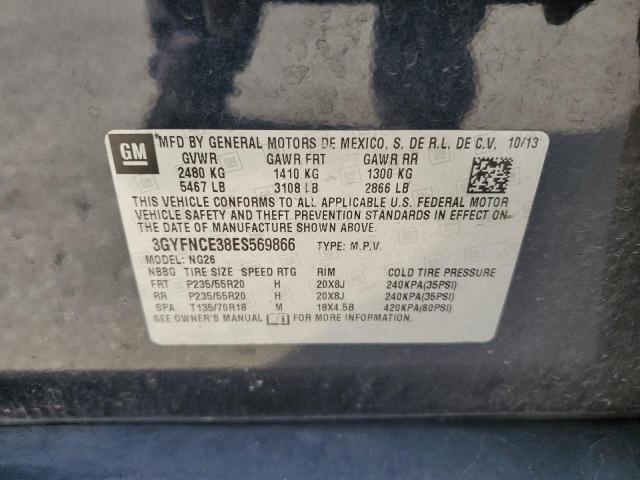 GM MFD BY GENERAL MOTORS DE MEXICO, S. DE R.L. DE C.V. 10/13
GVWR GAWR FRT GAWR RR
2480 KG 1410 KG 1300 KG
5467 LB 3108 LB 2866 LB
THIS VEHICLE CONFORMS TO ALL APPLICABLE U.S. FEDERAL MOTOR
VEHICLE SAFETY AND THEFT PREVENTION STANDARDS IN EFFECT ON THE
DATE OF MANUFACTURE SHOWN ABOVE.
3GYFNCE38ES569866 TYPE: M.P.V.
MODEL: NG26
NBBG TIRE SIZE SPEED RTG RIM COLD TIRE PRESSURE
FRT P235/55R20 H 20X8J 240KPA(35PSI)
RR P235/55R20 H 20X8J 240KPA(35PSI)
SPA T135/70R18 M 18X4.5B 420KPA(60PSI)
SEE OWNER'S MANUAL FOR MORE INFORMATION